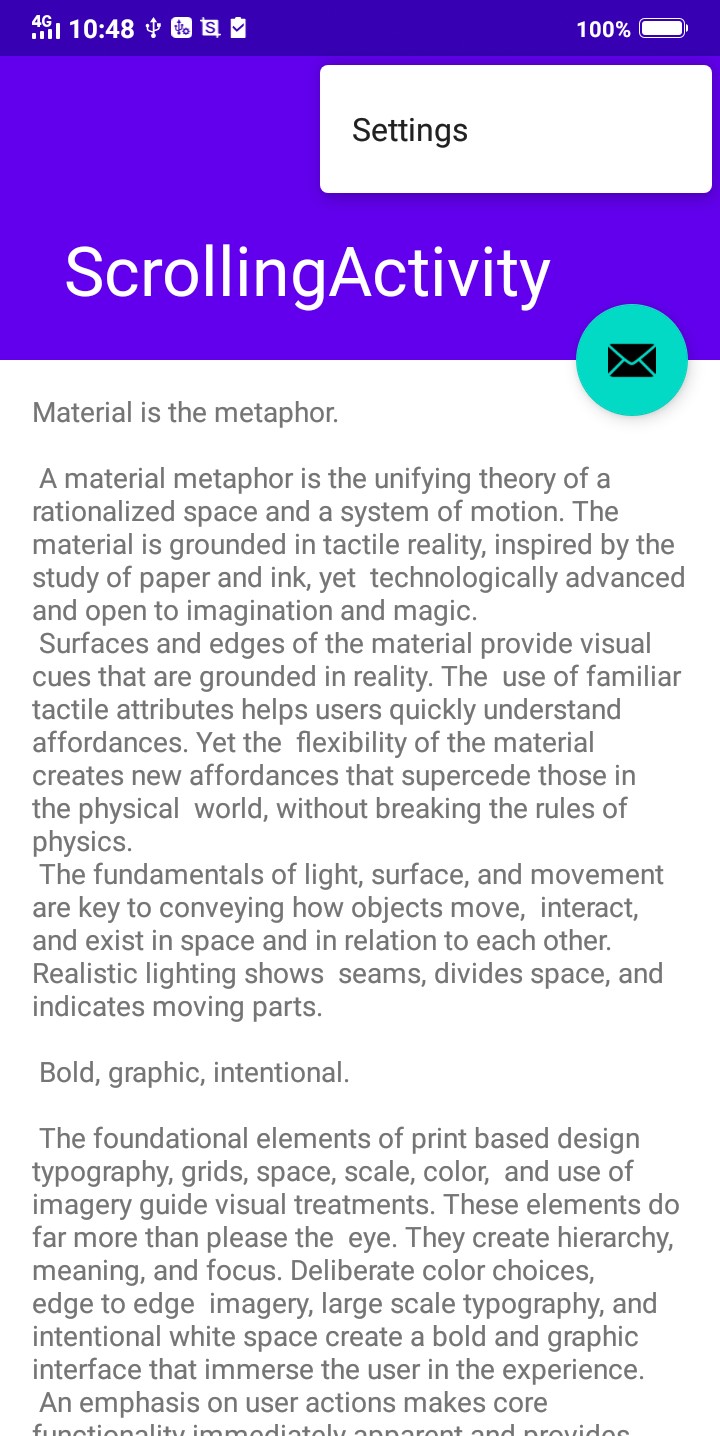 4G 10:48 100%
Settings
ScrollingActivity
Material is the metaphor.
A material metaphor is the unifying theory of a
rationalized space and a system of motion. The
material is grounded in tactile reality, inspired by the
study of paper and ink, yet  technologically advanced
and open to imagination and magic.
Surfaces and edges of the material provide visual
cues that are grounded in reality. The  use of familiar
tactile attributes helps users quickly understand
affordances. Yet the  flexibility of the material
creates new affordances that supercede those in
the physical  world, without breaking the rules of
physics.
The fundamentals of light, surface, and movement
are key to conveying how objects move,  interact,
and exist in space and in relation to each other.
Realistic lighting shows  seams, divides space, and
indicates moving parts.
Bold, graphic, intentional.
The foundational elements of print based design
typography, grids, space, scale, color,  and use of
imagery guide visual treatments. These elements do
far more than please the  eye. They create hierarchy,
meaning, and focus. Deliberate color choices,
edge to edge  imagery, large scale typography, and
intentional white space create a bold and graphic
interface that immerse the user in the experience.
An emphasis on user actions makes core
functionality immediately apparent and provides